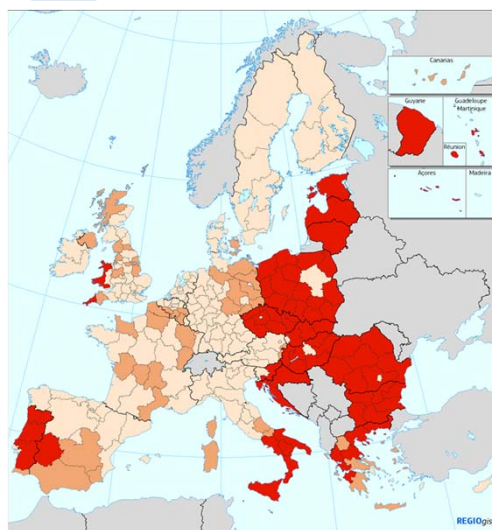 Canarias
Guyane
Guadeloupe
Martinique
Réunion
Açores
Madeira
REGIOgis